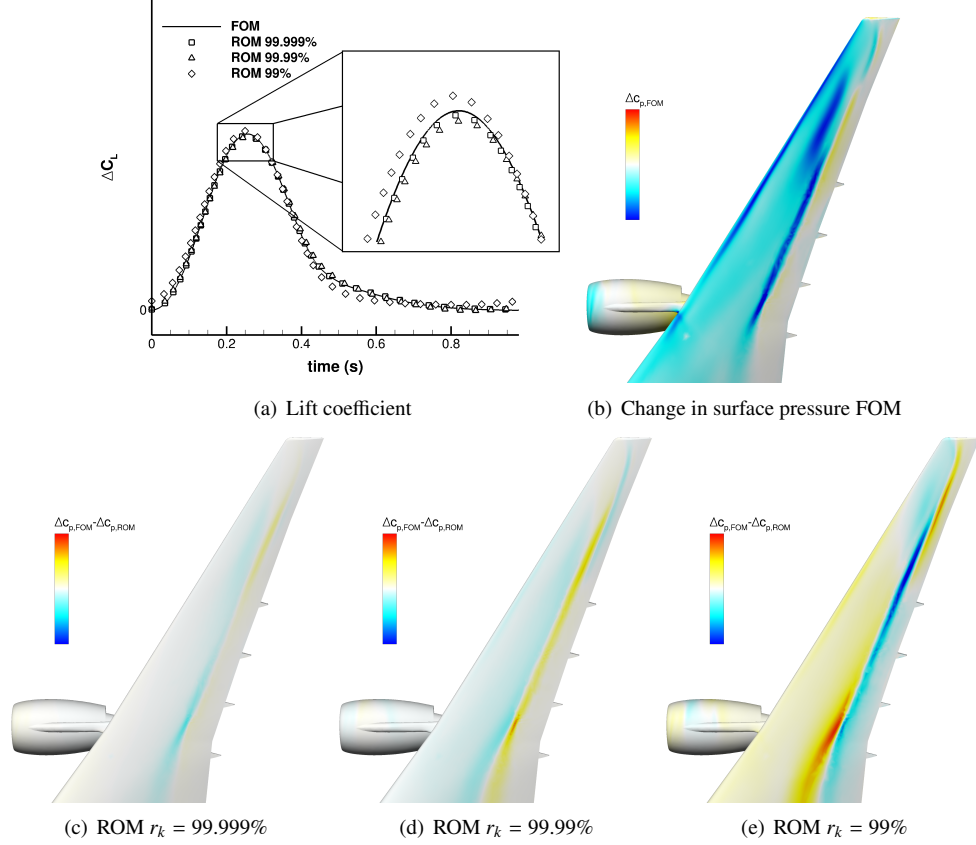 FOM
ROM 99.999%
ROM 99.99%
ROM 99%
ΔC_L
0
0 0.2 0.4 0.6 0.8
time (s)
(a) Lift coefficient
Δc_p,FOM
(b) Change in surface pressure FOM
Δc_p,FOM-Δc_p,ROM
(c) ROM r_k = 99.999%
Δc_p,FOM-Δc_p,ROM
(d) ROM r_k = 99.99%
Δc_p,FOM-Δc_p,ROM
(e) ROM r_k = 99%